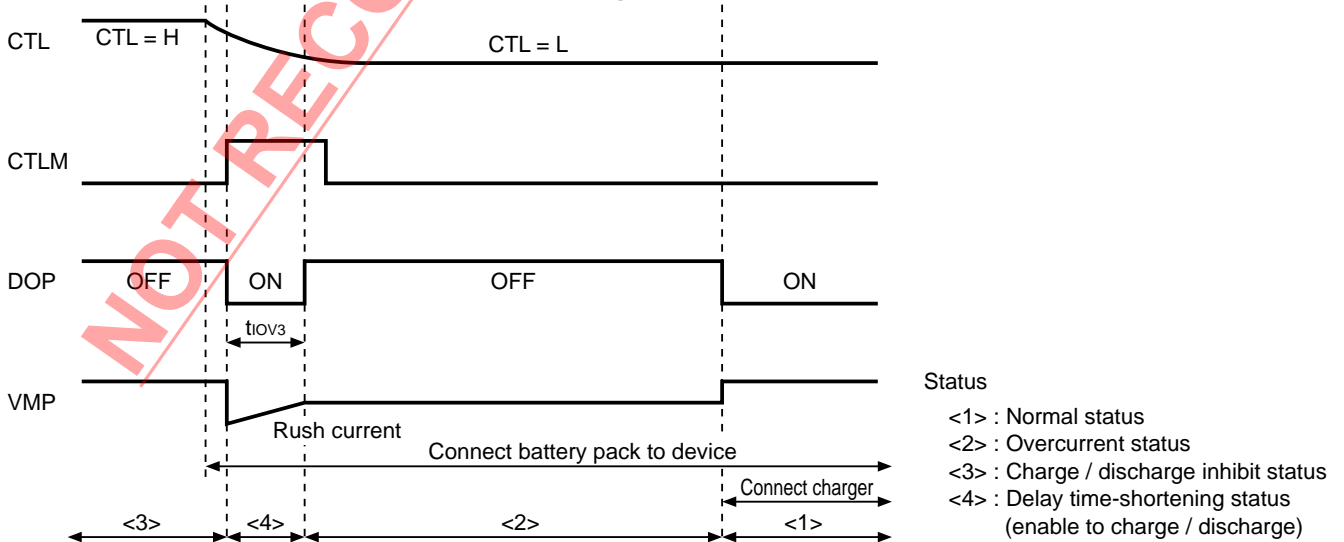 CTL
CTL = H
CTL = L
CTLM
DOP
OFF
ON
OFF
ON
tIOV3
VMP
Rush current
Connect battery pack to device
Connect charger
<3>
<4>
<2>
<1>
Status
<1> : Normal status
<2> : Overcurrent status
<3> : Charge / discharge inhibit status
<4> : Delay time-shortening status
(enable to charge / discharge)
NOT